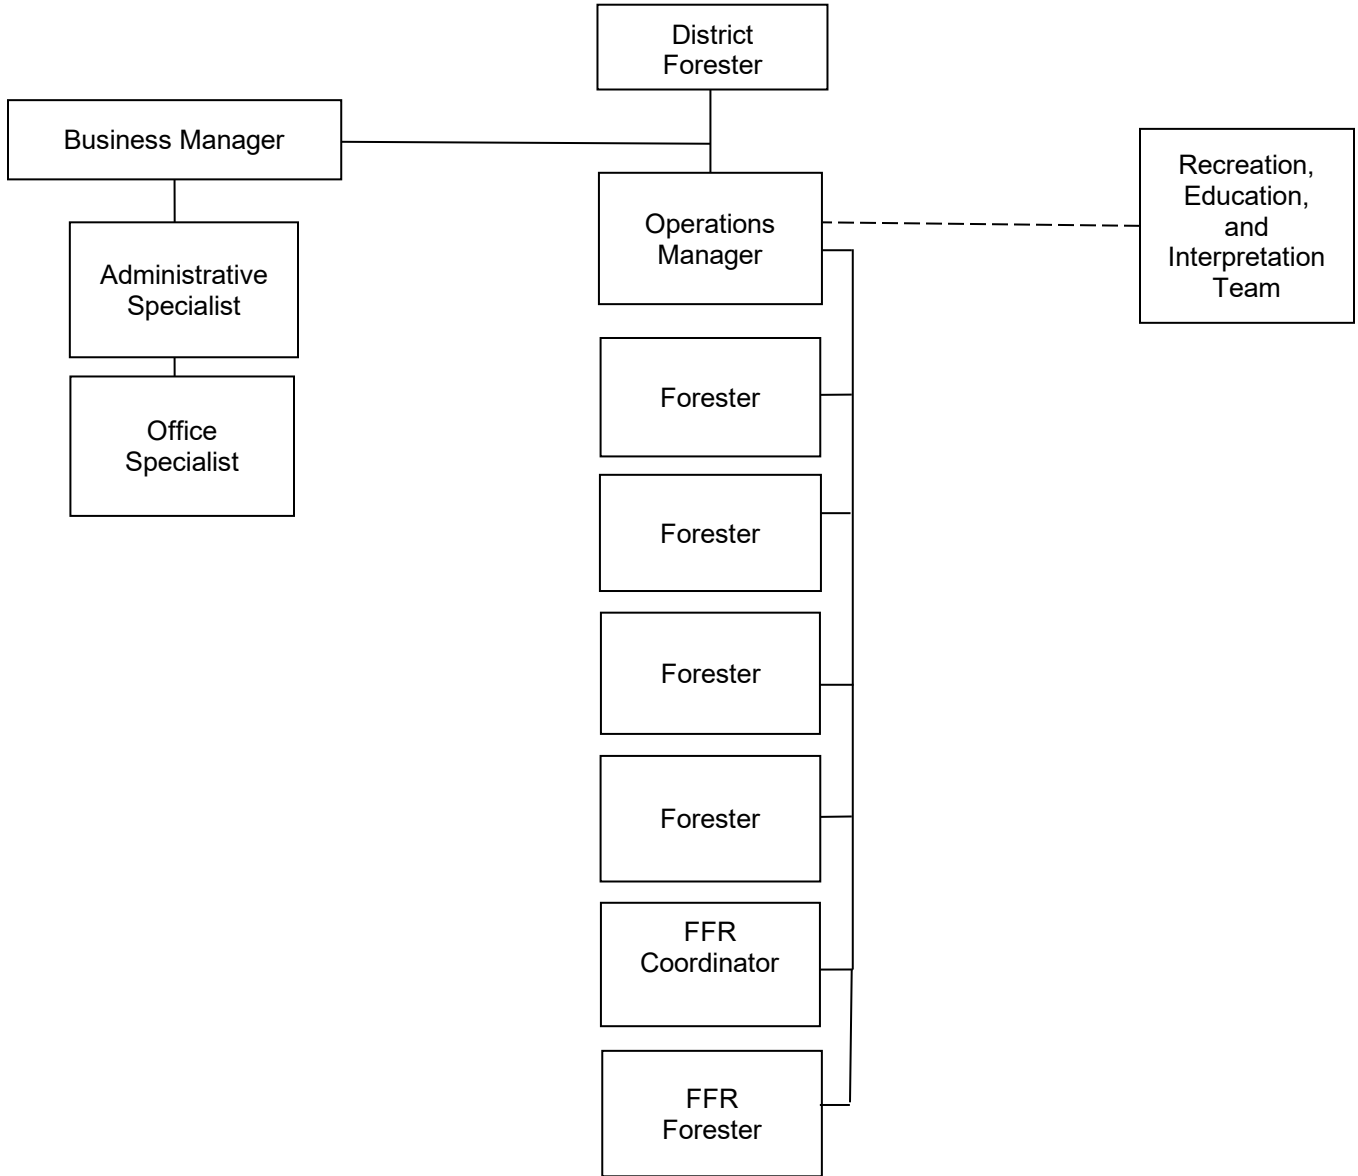 District
Forester
Business Manager
Recreation,
Education,
and
Interpretation
Team
Operations
Manager
Administrative
Specialist
Office
Specialist
Forester
Forester
Forester
Forester
FFR
Coordinator
FFR
Forester